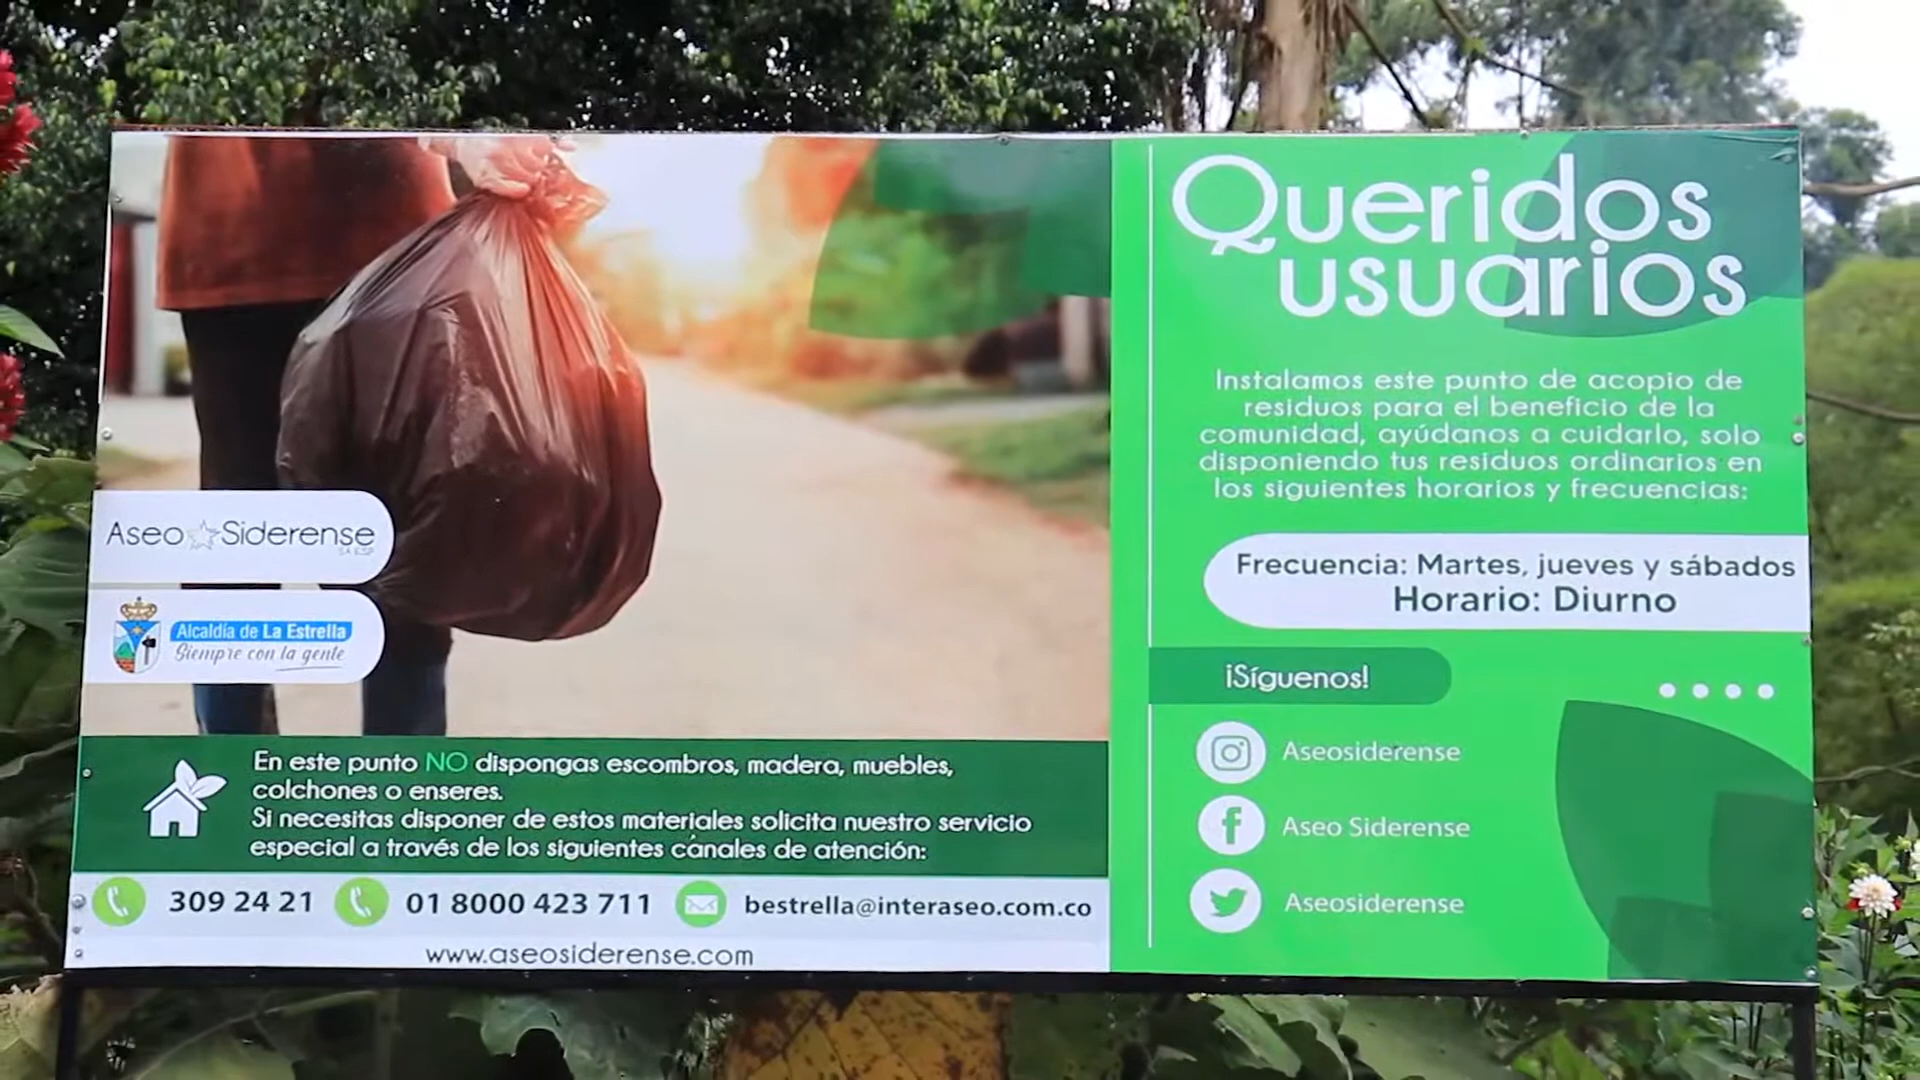 Aseo Siderense
S.A E.S.P
Alcaldía de La Estrella
Siempre con la gente
En este punto NO dispongas escombros, madera, muebles,
colchones o enseres.
Si necesitas disponer de estos materiales solicita nuestro servicio
especial a través de los siguientes cánales de atención:
309 24 21
01 8000 423 711
bestrella@interaseo.com.co
www.aseosiderense.com
Queridos
usuarios
Instalamos este punto de acopio de
residuos para el beneficio de la
comunidad, ayúdanos a cuidarlo, solo
disponiendo tus residuos ordinarios en
los siguientes horarios y frecuencias:
Frecuencia: Martes, jueves y sábados
Horario: Diurno
¡Síguenos!
Aseosiderense
Aseo Siderense
Aseosiderense